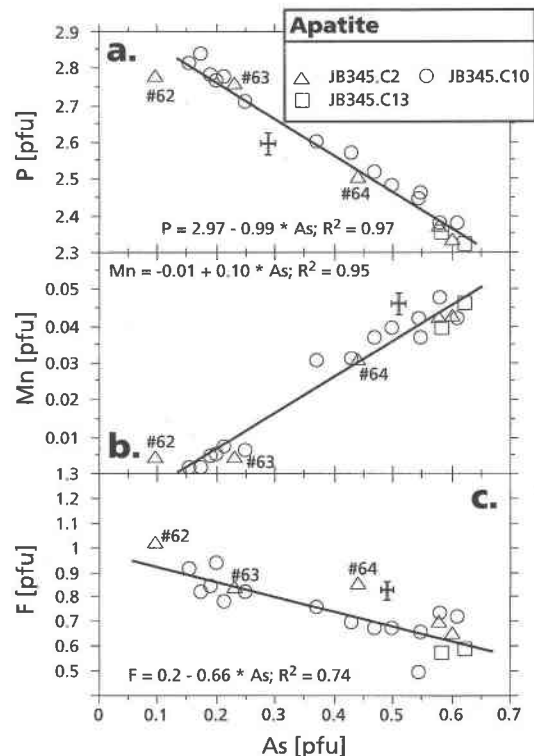 Apatite
JB345.C2
JB345.C10
JB345.C13
a.
2.9
2.8
2.7
2.6
2.5
2.4
2.3
P [pfu]
#62
#63
#64
P = 2.97 - 0.99 * As; R² = 0.97
Mn = -0.01 + 0.10 * As; R² = 0.95
0.05
0.04
0.03
0.02
0.01
Mn [pfu]
#64
#62
#63
b.
1.3
c.
1.2
1.1
1
0.9
0.8
0.7
0.6
0.5
F [pfu]
#62
#63
#64
F = 0.2 - 0.66 * As; R² = 0.74
0
0.1
0.2
0.3
0.4
0.5
0.6
0.7
As [pfu]